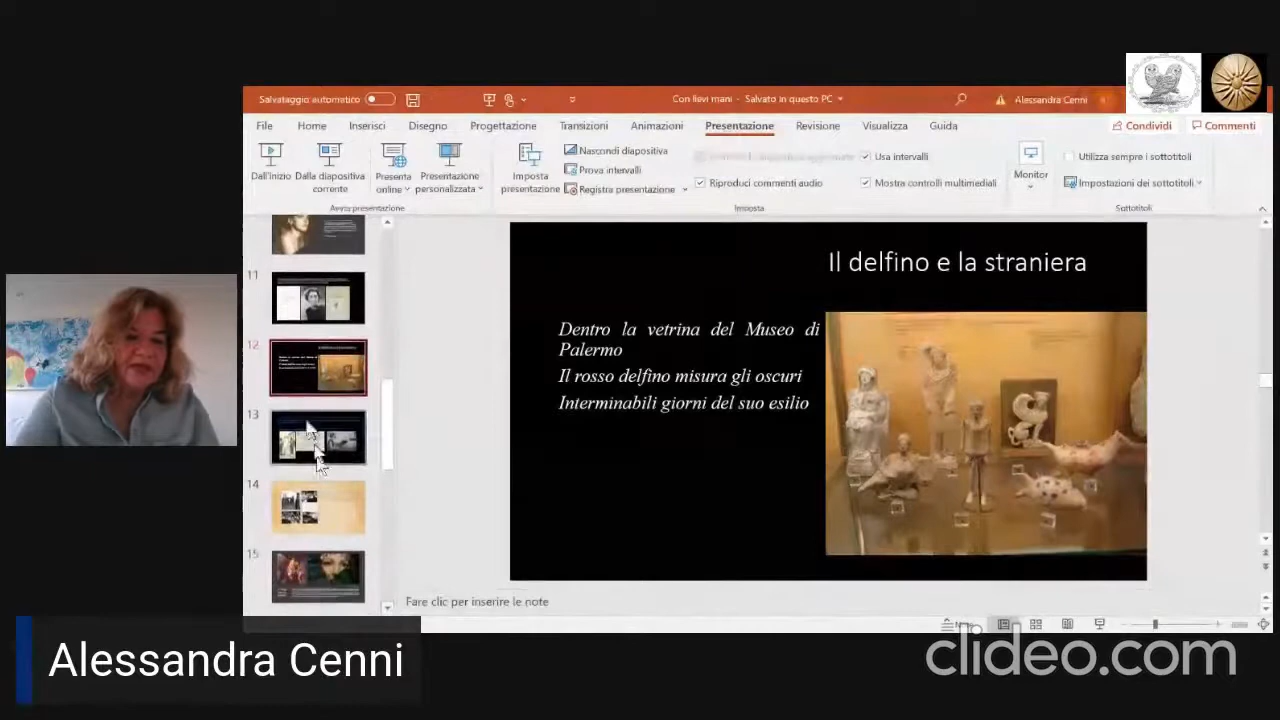 Salvataggio automatico
Con lievi mani - Salvato in questo PC
Alessandra Cenni
File Home Inserisci Disegno Progettazione Transizioni Animazioni Presentazione Revisione Visualizza Guida
Condividi Commenti
Dall'inizio
Dalla diapositiva corrente
Presenta online
Presentazione personalizzata
Avvia presentazione
Imposta presentazione
Nascondi diapositiva
Prova intervalli
Registra presentazione
Riproduci commenti audio
Usa intervalli
Mostra controlli multimediali
Imposta
Monitor
Utilizza sempre i sottotitoli
Impostazioni dei sottotitoli
Sottotitoli
11
12
13
14
15
Il delfino e la straniera
Dentro la vetrina del Museo di
Palermo
Il rosso delfino misura gli oscuri
Interminabili giorni del suo esilio
Fare clic per inserire le note
Alessandra Cenni
clideo.com